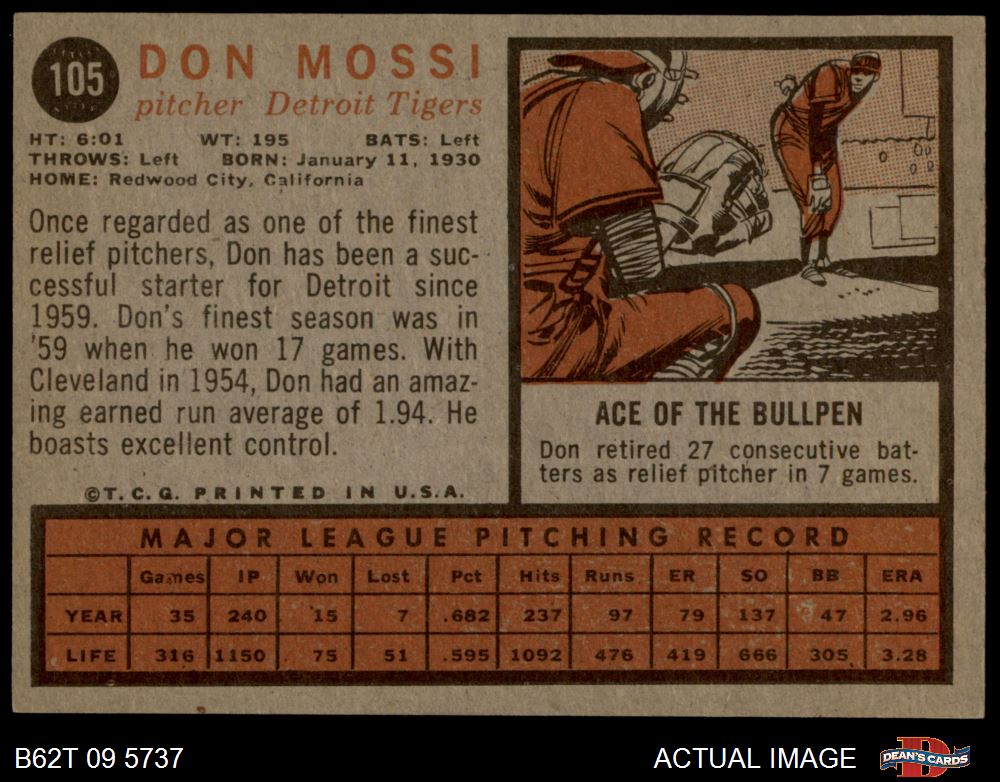 105
DON MOSSI
pitcher Detroit Tigers
HT: 6:01 WT: 195 BATS: Left
THROWS: Left BORN: January 11, 1930
HOME: Redwood City, California
Once regarded as one of the finest
relief pitchers, Don has been a suc-
cessful starter for Detroit since
1959. Don's finest season was in
'59 when he won 17 games. With
Cleveland in 1954, Don had an amaz-
ing earned run average of 1.94. He
boasts excellent control.
©T.C.G. PRINTED IN U.S.A.
ACE OF THE BULLPEN
Don retired 27 consecutive bat-
ters as relief pitcher in 7 games.
MAJOR LEAGUE PITCHING RECORD
Games IP Won Lost Pct Hits Runs ER SO BB ERA
YEAR 35 240 15 7 .682 237 97 79 137 47 2.96
LIFE 316 1150 75 51 .595 1092 476 419 666 305 3.28
B62T 09 5737
ACTUAL IMAGE
DEAN'S CARDS